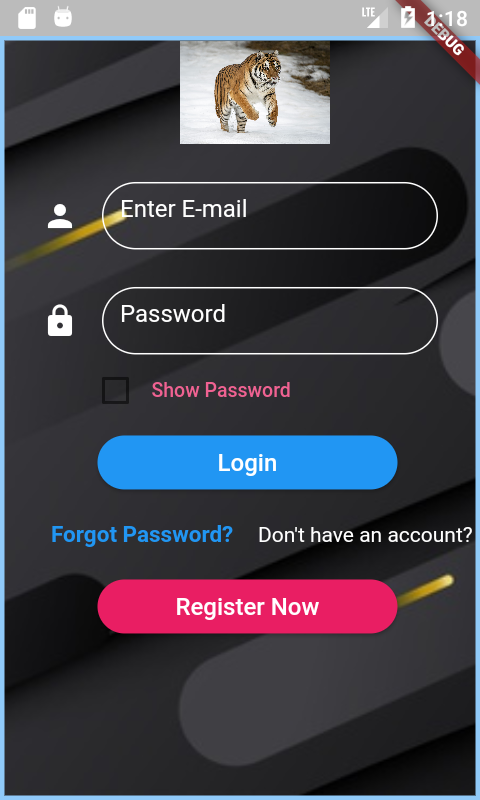 LTE 1:18
DEBUG
Enter E-mail
Password
Show Password
Login
Forgot Password? Don't have an account?
Register Now